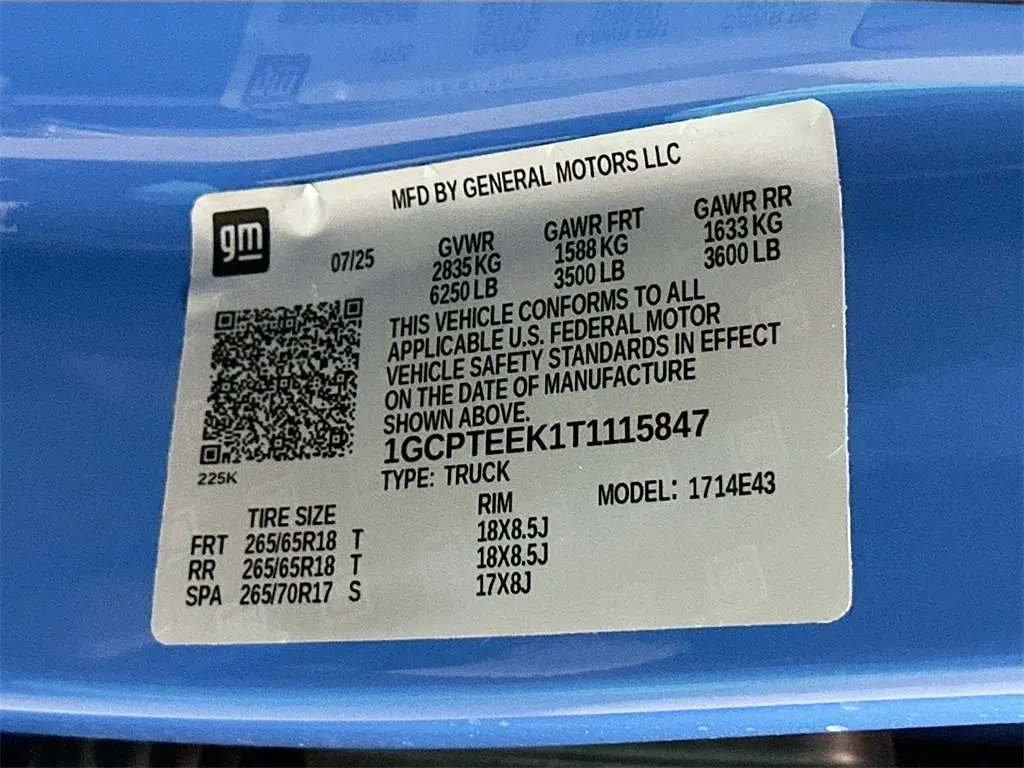 MFD BY GENERAL MOTORS LLC
gm
07/25
GVWR
2835 KG
6250 LB
GAWR FRT
1588 KG
3500 LB
GAWR RR
1633 KG
3600 LB
THIS VEHICLE CONFORMS TO ALL
APPLICABLE U.S. FEDERAL MOTOR
VEHICLE SAFETY STANDARDS IN EFFECT
ON THE DATE OF MANUFACTURE
SHOWN ABOVE.
1GCPTEEK1T1115847
225K
TYPE: TRUCK
MODEL: 1714E43
TIRE SIZE RIM
FRT 265/65R18 T 18X8.5J
RR 265/65R18 T 18X8.5J
SPA 265/70R17 S 17X8J